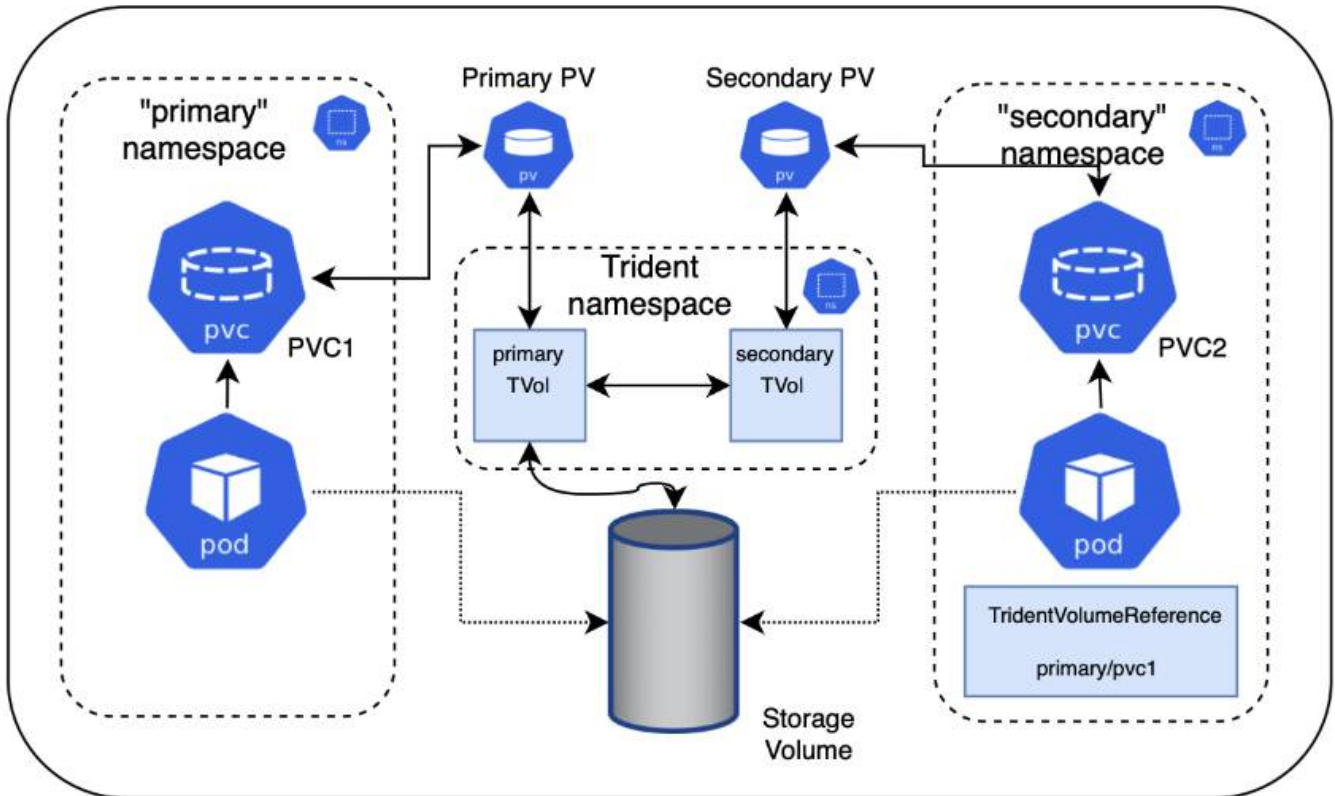 Primary PV
Secondary PV
"primary"
namespace
ns
pv
pv
"secondary"
namespace
ns
Trident
namespace
ns
pvc
PVC1
primary
TVol
secondary
TVol
pvc
PVC2
pod
pod
TridentVolumeReference
primary/pvc1
Storage
Volume